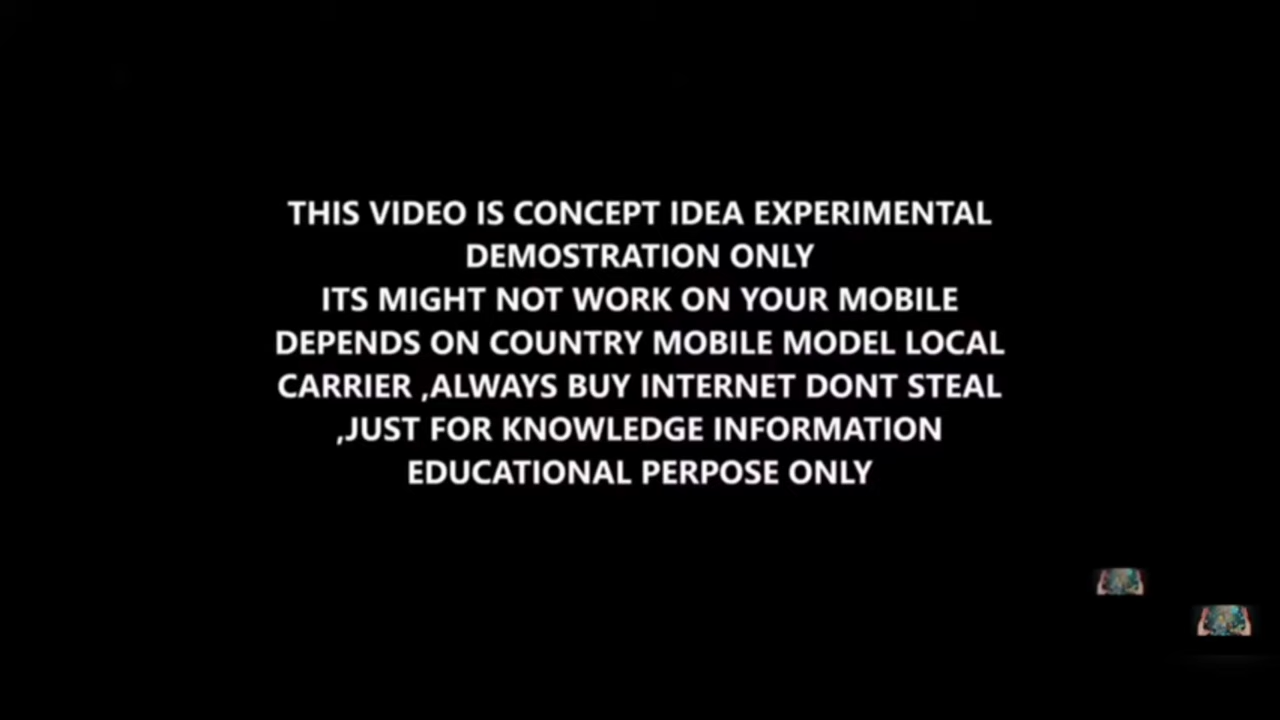 THIS VIDEO IS CONCEPT IDEA EXPERIMENTAL
DEMOSTRATION ONLY
ITS MIGHT NOT WORK ON YOUR MOBILE
DEPENDS ON COUNTRY MOBILE MODEL LOCAL
CARRIER ,ALWAYS BUY INTERNET DONT STEAL
,JUST FOR KNOWLEDGE INFORMATION
EDUCATIONAL PERPOSE ONLY